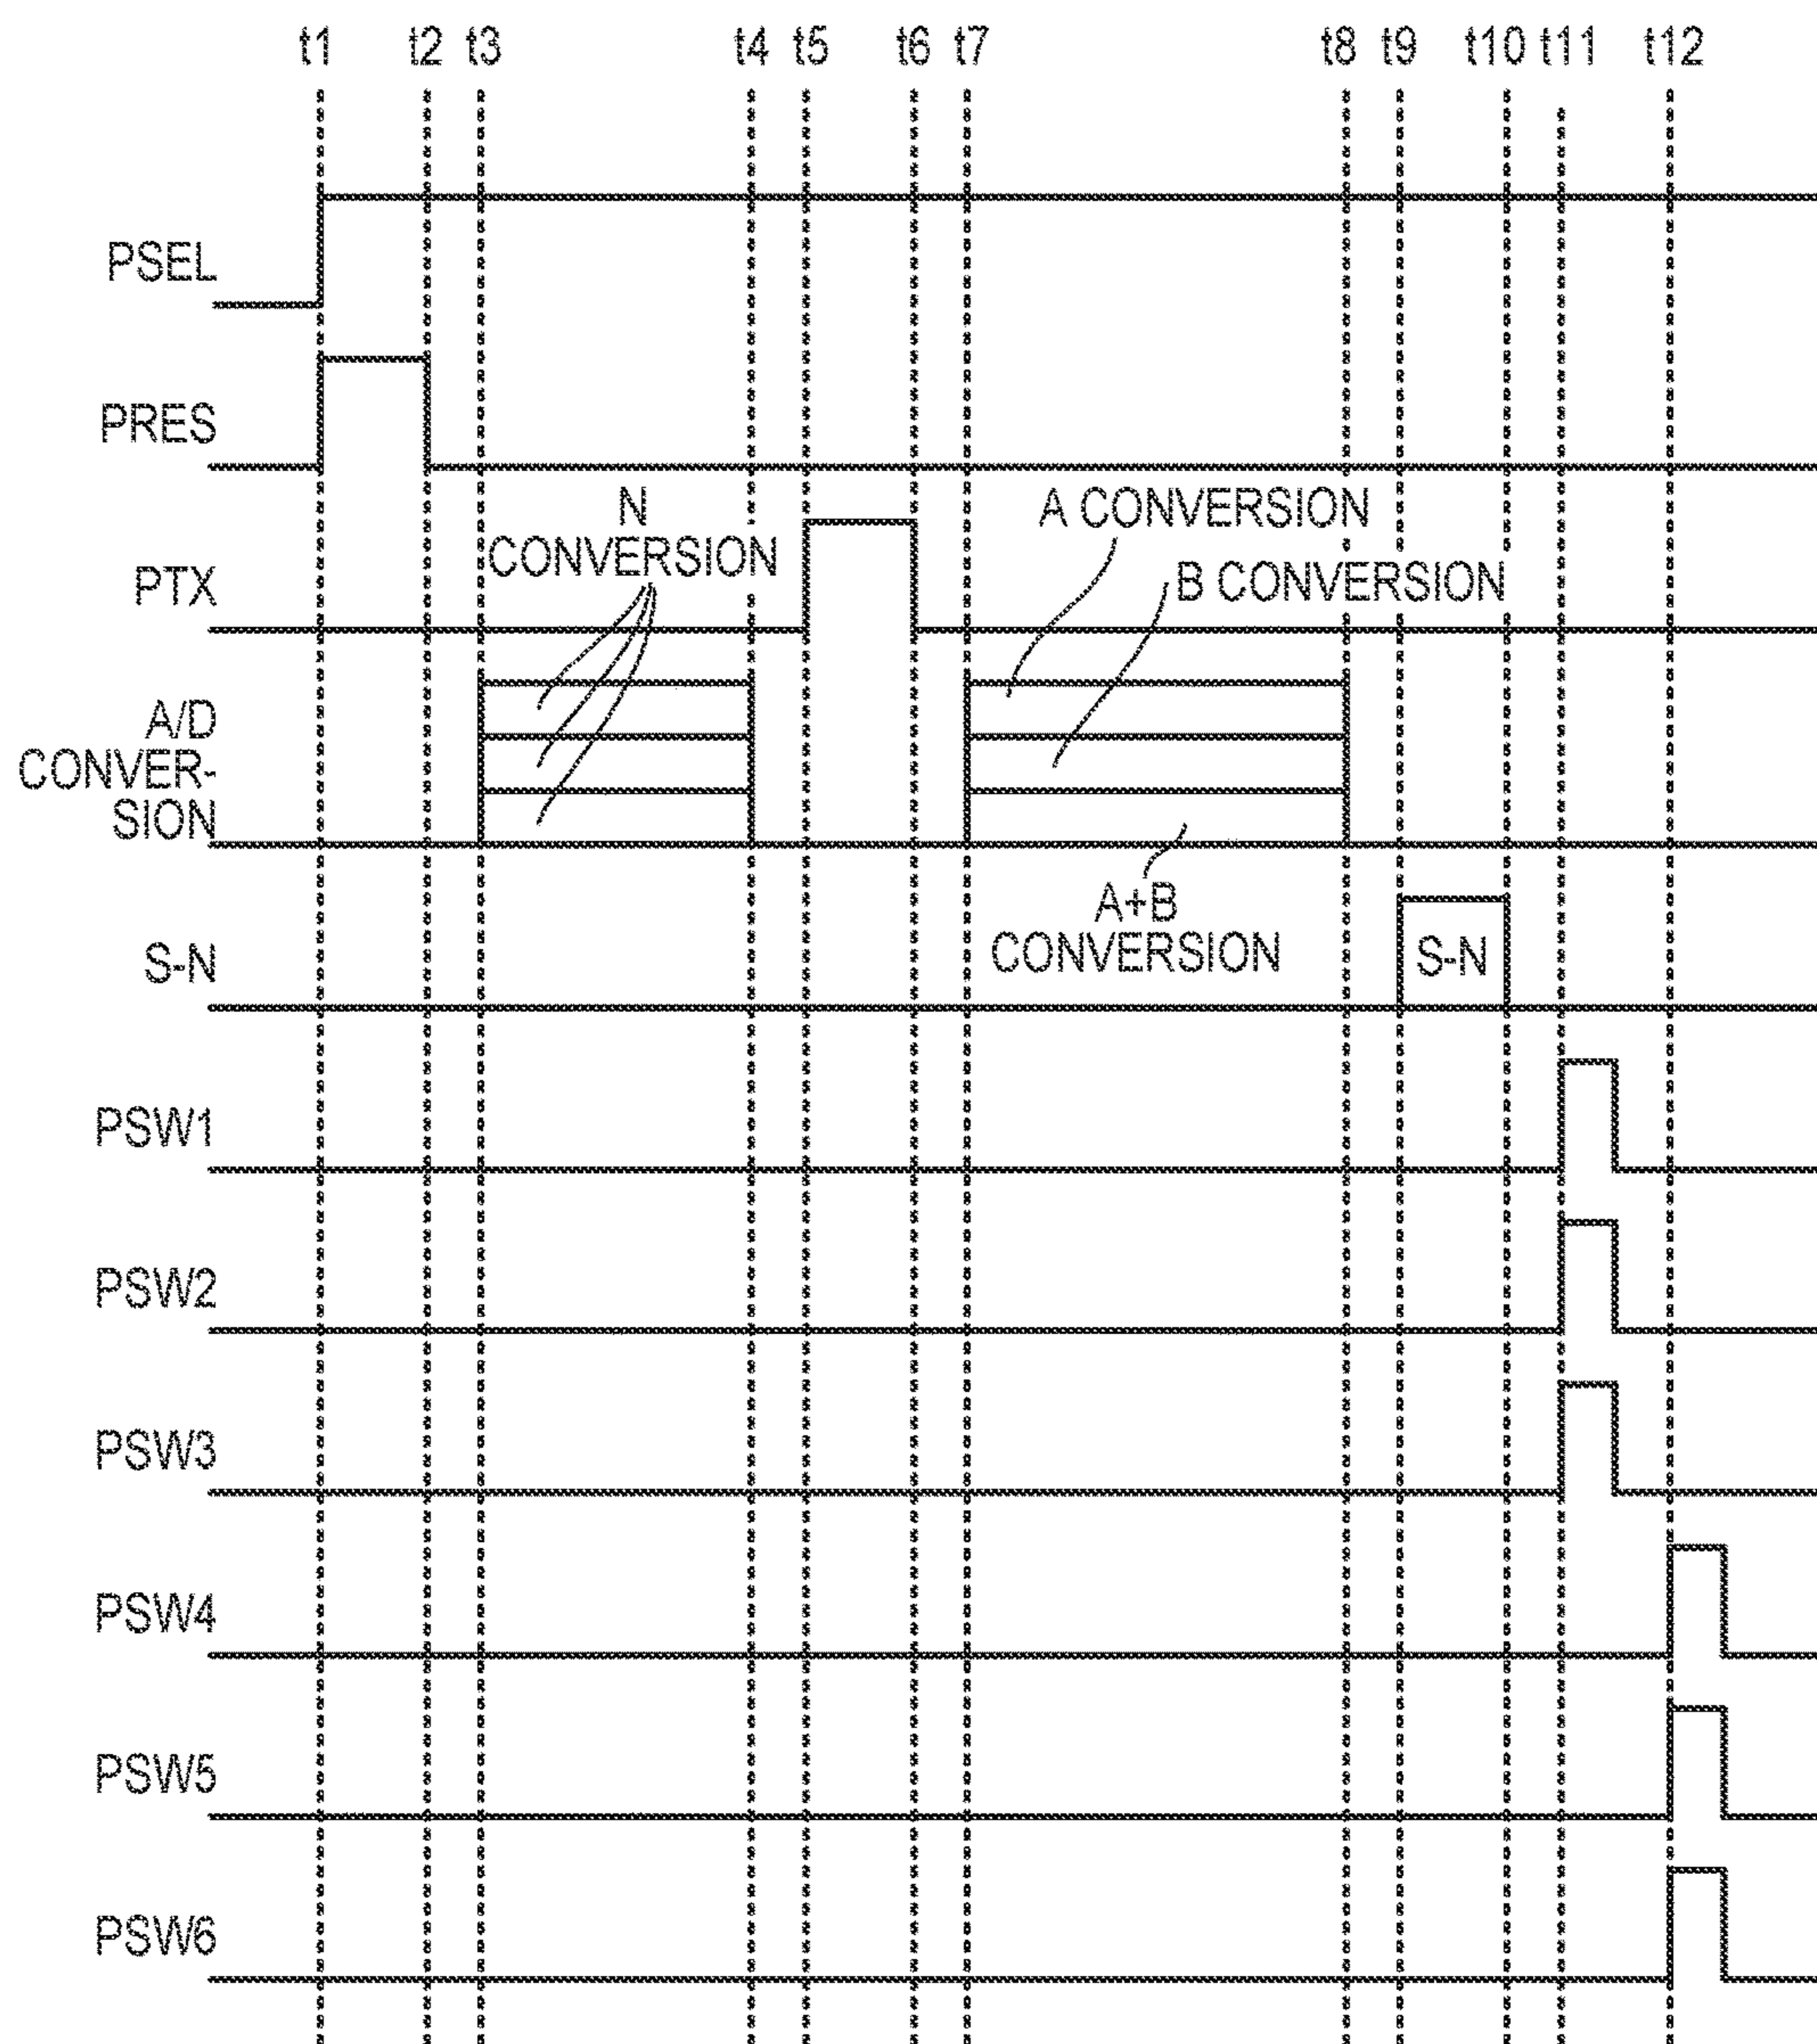 t1 t2 t3 t4 t5 t6 t7 t8 t9 t10 t11 t12
PSEL
PRES
PTX
N
CONVERSION
A CONVERSION
B CONVERSION
A/D
CONVER-
SION
A+B
CONVERSION
S-N
S-N
PSW1
PSW2
PSW3
PSW4
PSW5
PSW6